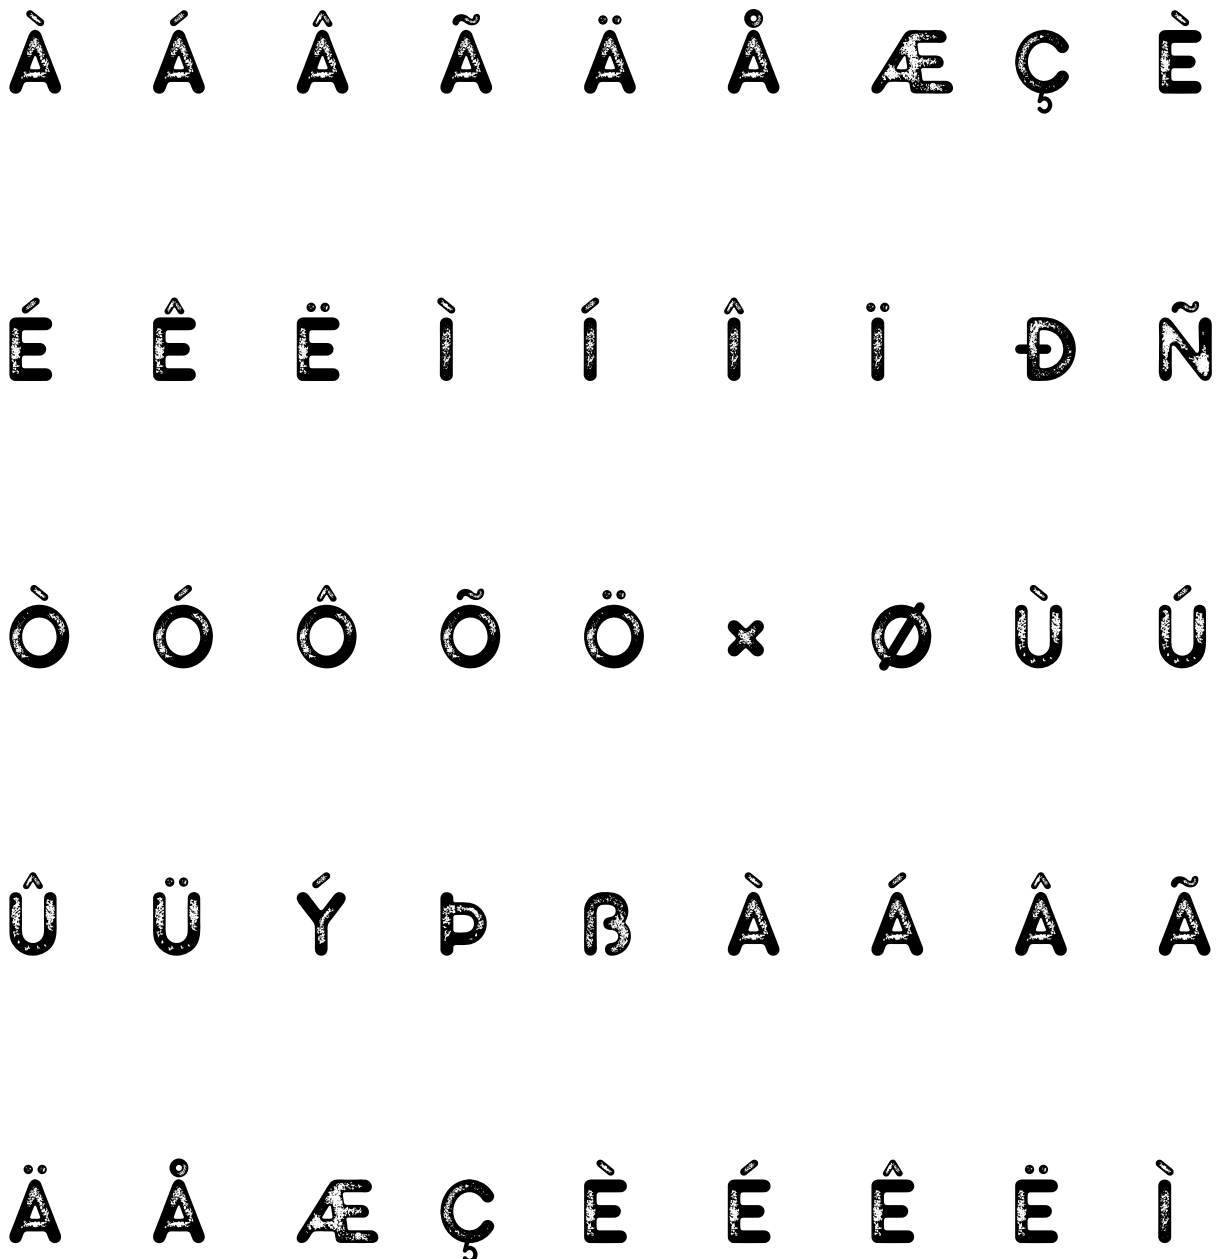 À Á Â Ã Ä Å Æ Ç È
É Ê Ë Ì Í Î Ï Ð Ñ
Ò Ó Ô Õ Ö × Ø Ù Ú
Û Ü Ý Þ ß À Á Â Ã
Ä Å Æ Ç È É Ê Ë Ì